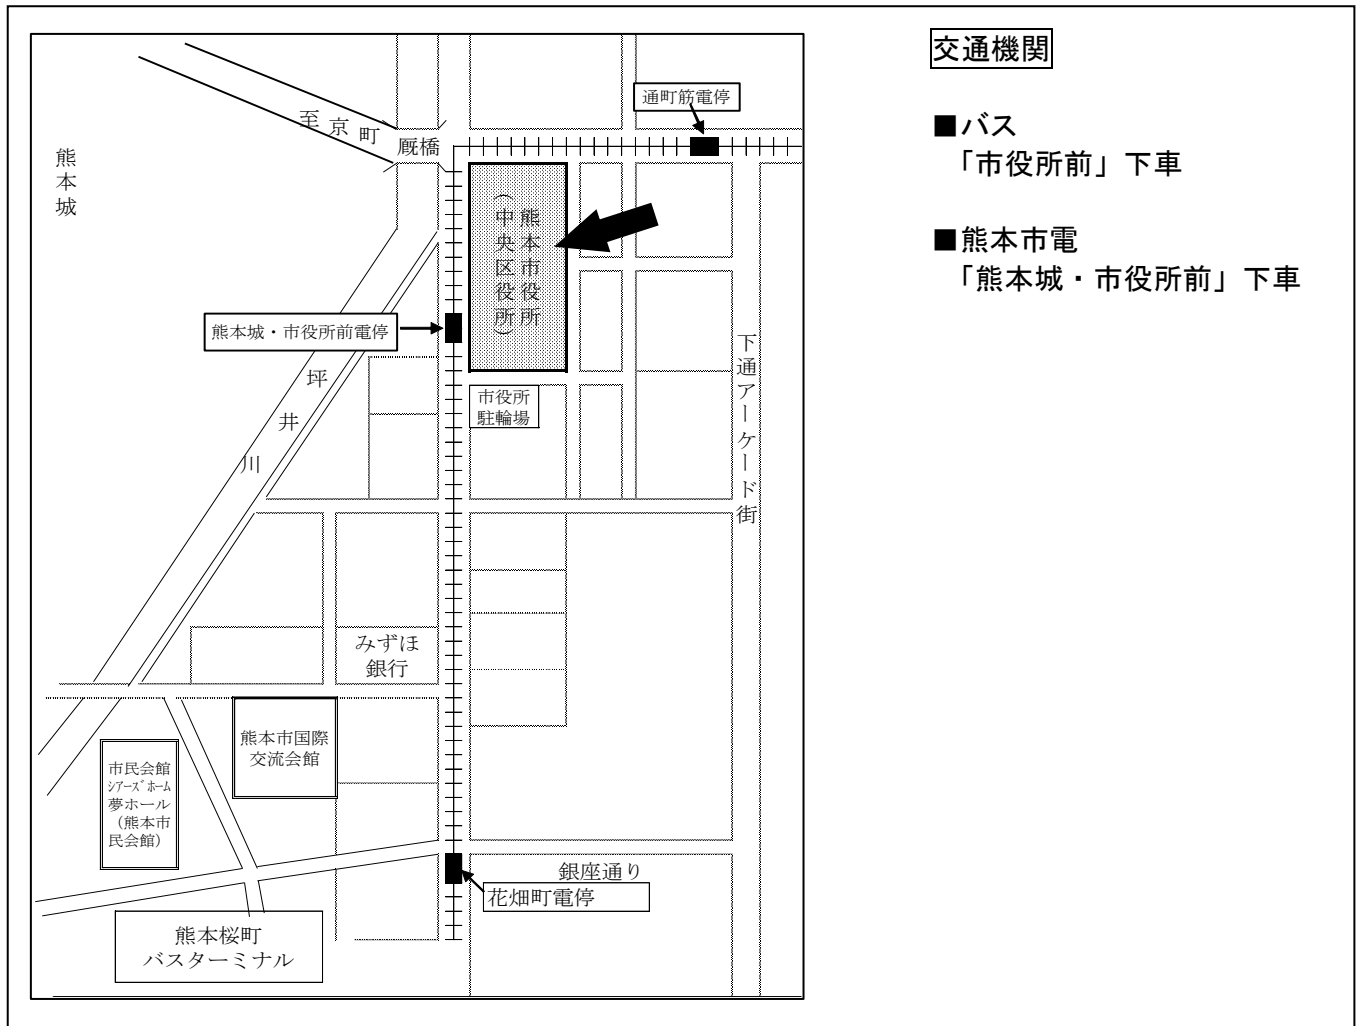 交通機関
■バス
「市役所前」下車
■熊本市電
「熊本城・市役所前」下車
通町筋電停
至京町
厩橋
熊本城
熊本市役所
(中央区役所)
熊本城・市役所前電停
下通アーケード街
坪井川
市役所
駐輪場
みずほ
銀行
熊本市国際
交流会館
市民会館
シアーズホーム
夢ホール
(熊本市
民会館)
銀座通り
花畑町電停
熊本桜町
バスターミナル